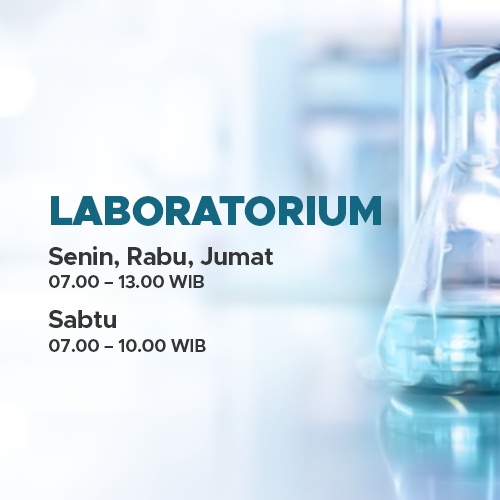 LABORATORIUM
Senin, Rabu, Jumat
07.00 – 13.00 WIB
Sabtu
07.00 – 10.00 WIB